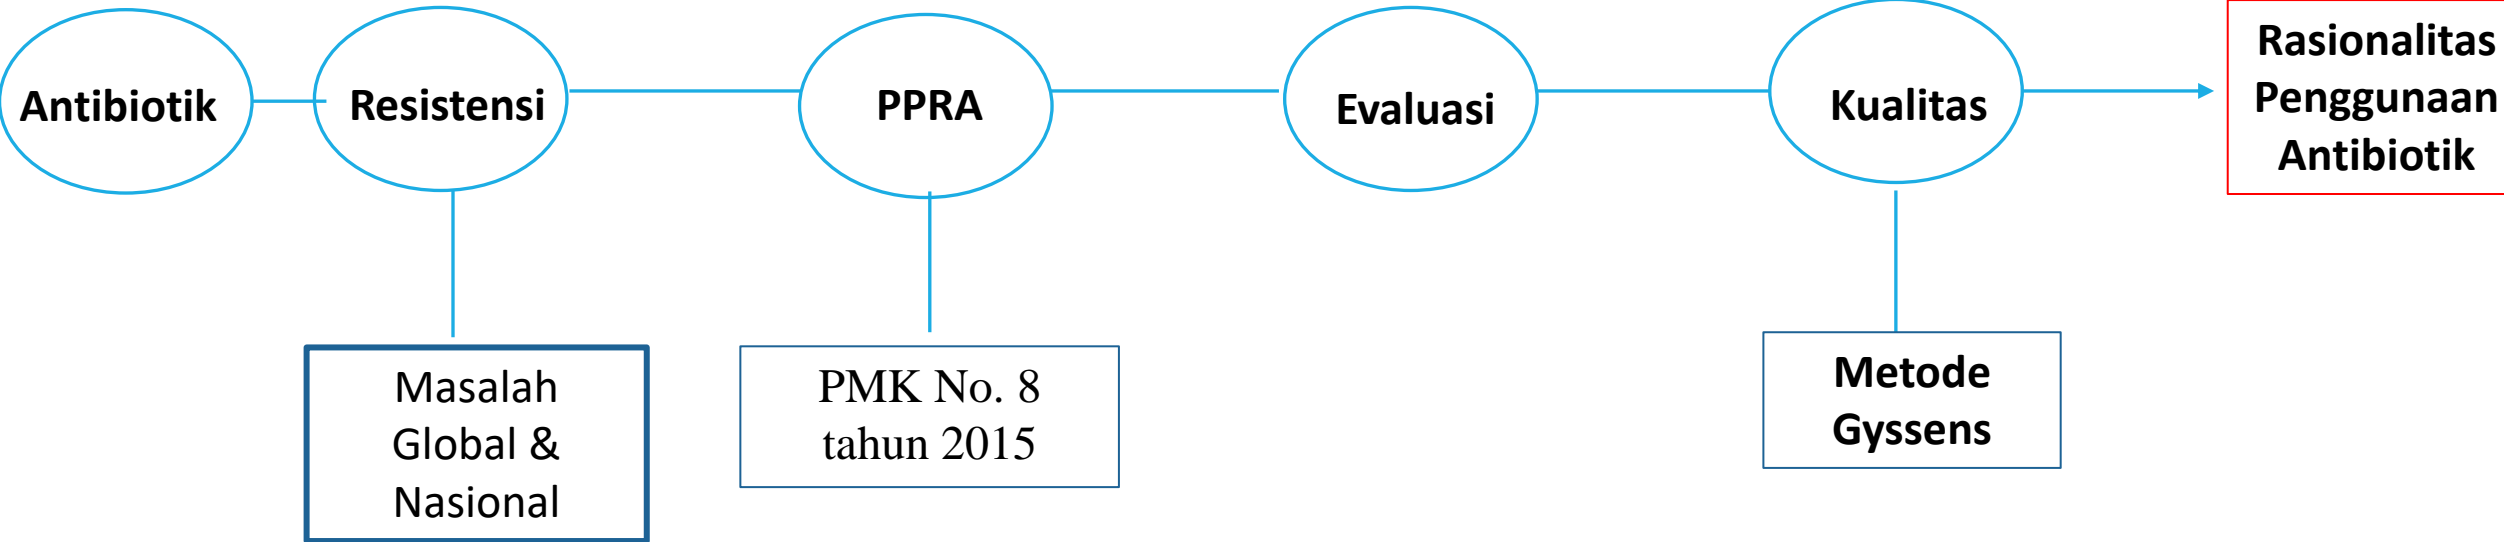 Antibiotik
Resistensi
PPRA
Evaluasi
Kualitas
Rasionalitas
Penggunaan
Antibiotik
Masalah
Global &
Nasional
PMK No. 8
tahun 2015
Metode
Gyssens